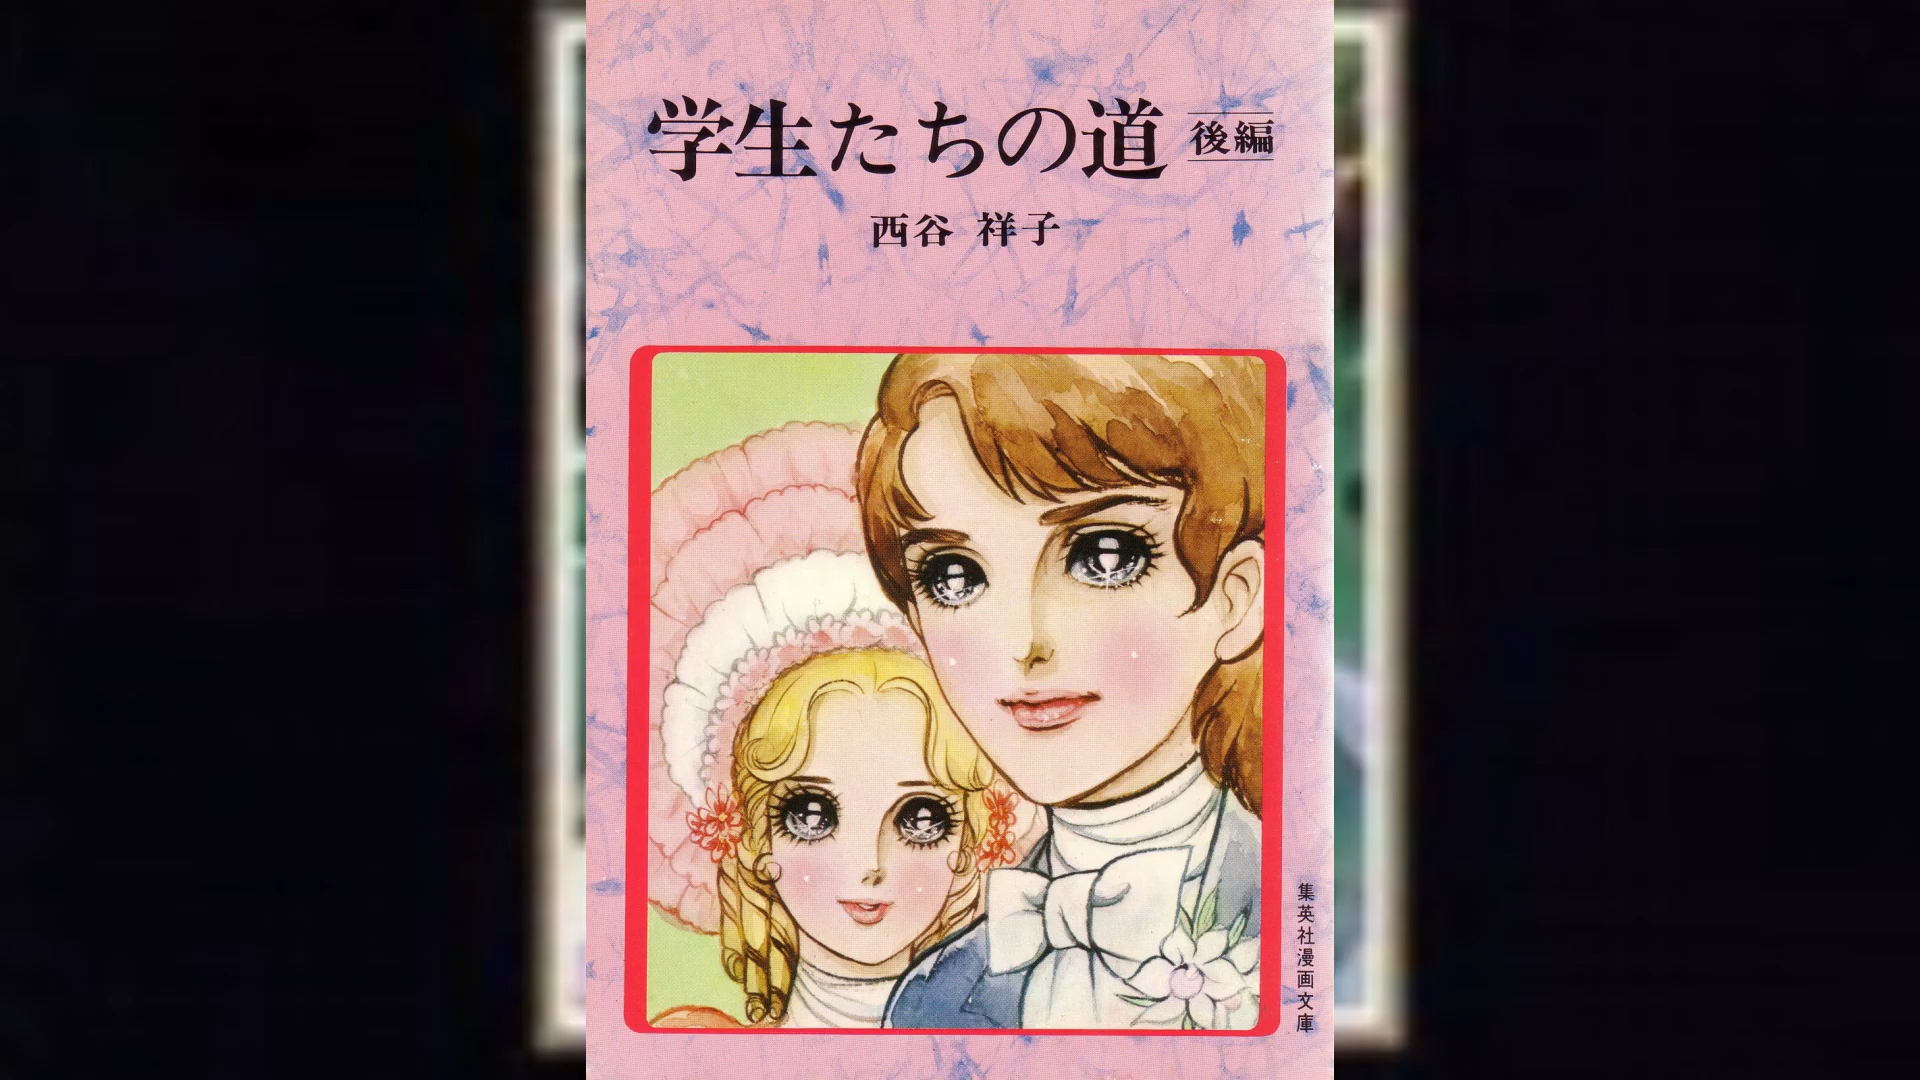 学生たちの道 後編
西谷 祥子
集英社漫画文庫